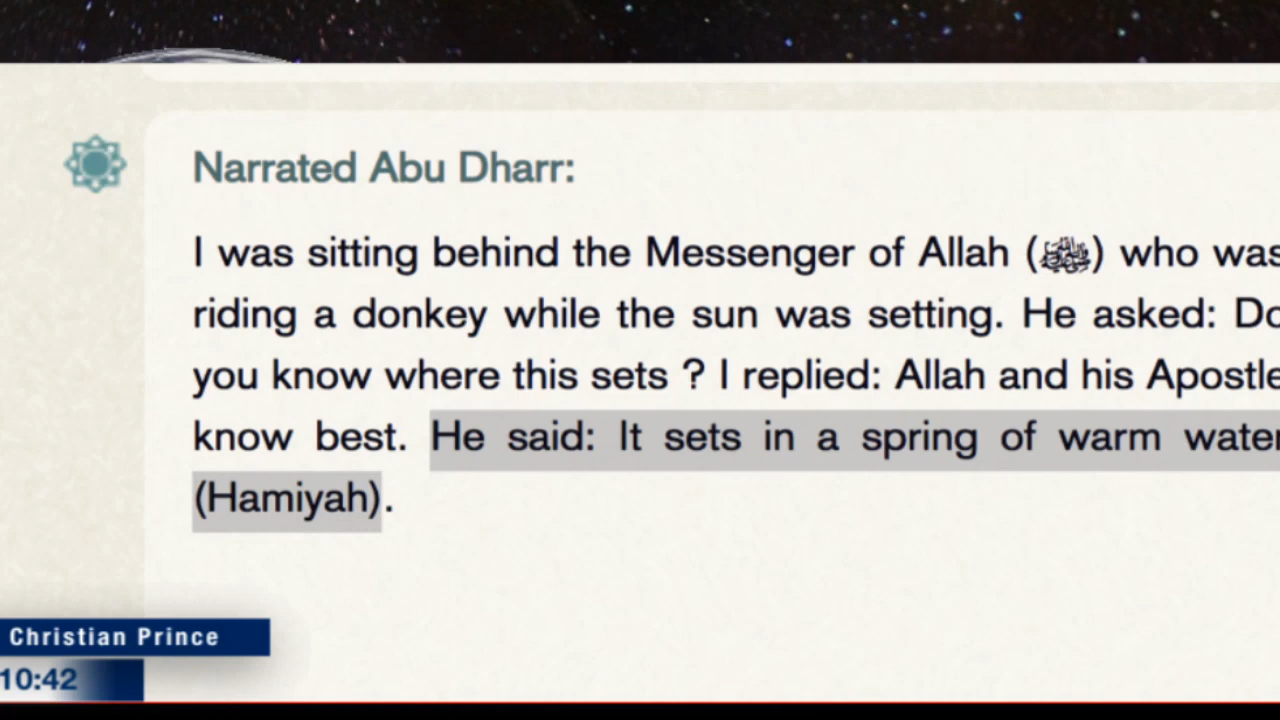 Narrated Abu Dharr:
I was sitting behind the Messenger of Allah (ﷺ) who was
riding a donkey while the sun was setting. He asked: Do
you know where this sets ? I replied: Allah and his Apostle
know best. He said: It sets in a spring of warm water
(Hamiyah).
Christian Prince
10:42